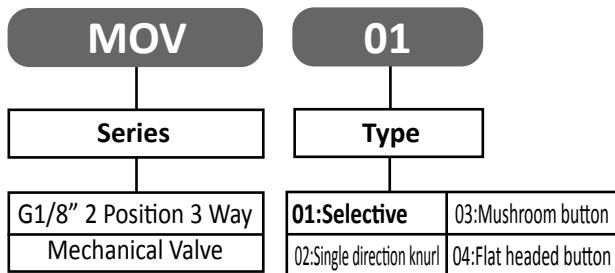 MOV 01
Series Type
G1/8” 2 Position 3 Way
Mechanical Valve
01:Selective 03:Mushroom button
02:Single direction knurl 04:Flat headed button